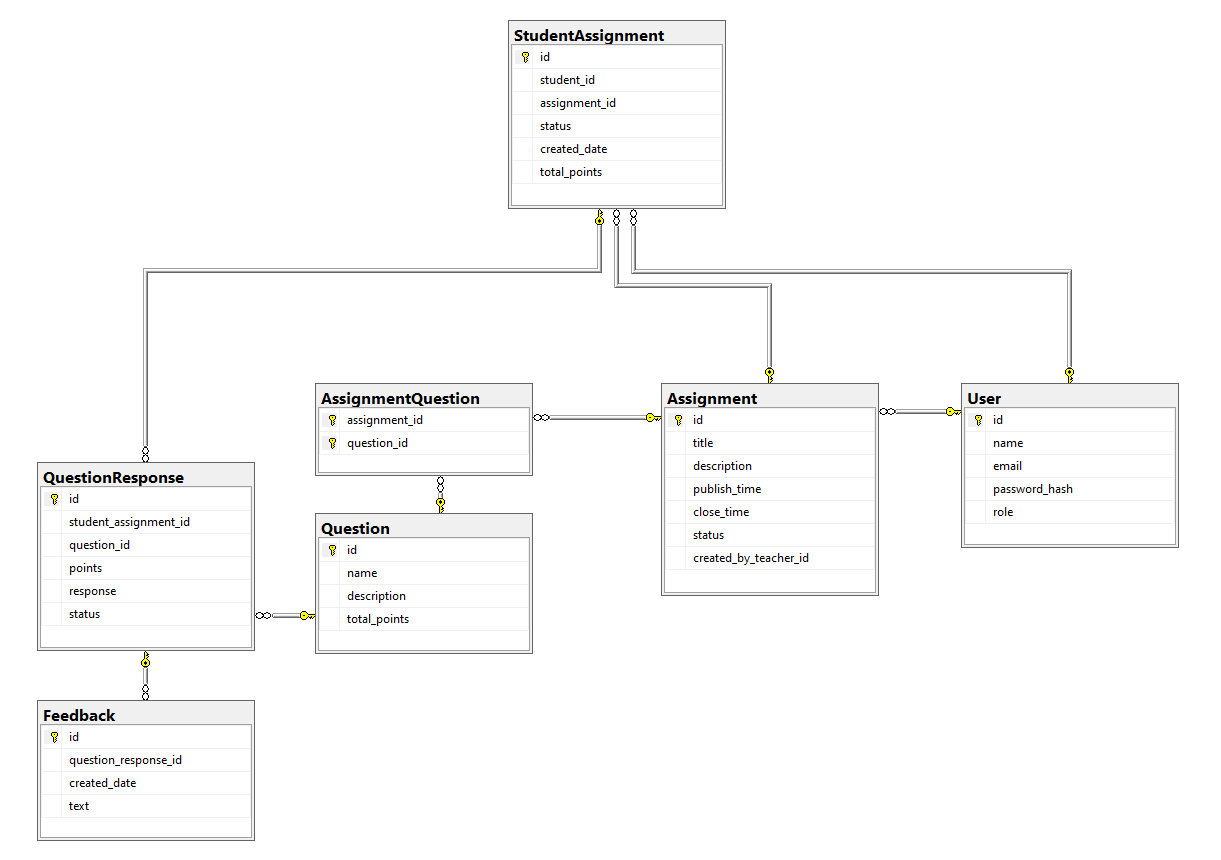 StudentAssignment
id
student_id
assignment_id
status
created_date
total_points
AssignmentQuestion
assignment_id
question_id
Assignment
id
title
description
publish_time
close_time
status
created_by_teacher_id
User
id
name
email
password_hash
role
QuestionResponse
id
student_assignment_id
question_id
points
response
status
Question
id
name
description
total_points
Feedback
id
question_response_id
created_date
text